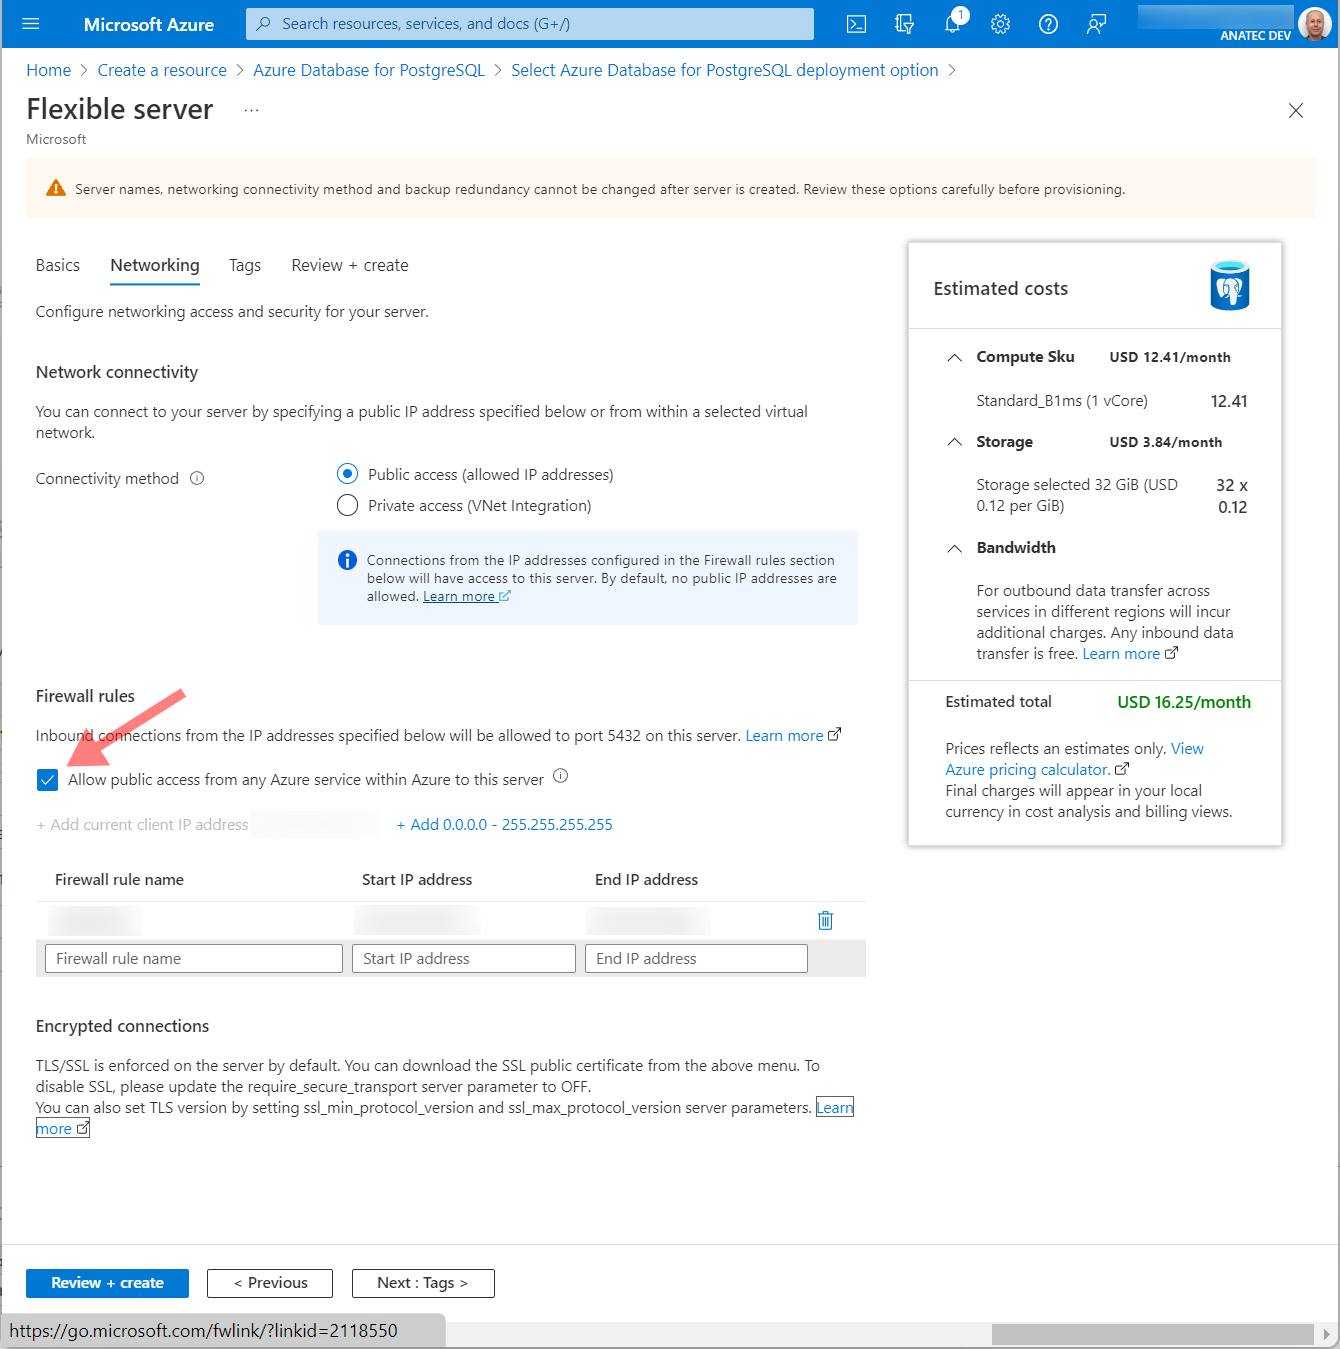 Microsoft Azure
Search resources, services, and docs (G+/)
1
ANATEC DEV
Home > Create a resource > Azure Database for PostgreSQL > Select Azure Database for PostgreSQL deployment option >
Flexible server ...
Microsoft
Server names, networking connectivity method and backup redundancy cannot be changed after server is created. Review these options carefully before provisioning.
Basics Networking Tags Review + create
Configure networking access and security for your server.
Network connectivity
You can connect to your server by specifying a public IP address specified below or from within a selected virtual
network.
Connectivity method
Public access (allowed IP addresses)
Private access (VNet Integration)
Connections from the IP addresses configured in the Firewall rules section
below will have access to this server. By default, no public IP addresses are
allowed. Learn more
Firewall rules
Inbound connections from the IP addresses specified below will be allowed to port 5432 on this server. Learn more
Allow public access from any Azure service within Azure to this server
+ Add current client IP address
+ Add 0.0.0.0 - 255.255.255.255
Firewall rule name Start IP address End IP address
Firewall rule name Start IP address End IP address
Encrypted connections
TLS/SSL is enforced on the server by default. You can download the SSL public certificate from the above menu. To
disable SSL, please update the require_secure_transport server parameter to OFF.
You can also set TLS version by setting ssl_min_protocol_version and ssl_max_protocol_version server parameters. Learn
more
Estimated costs
Compute Sku USD 12.41/month
Standard_B1ms (1 vCore) 12.41
Storage USD 3.84/month
Storage selected 32 GiB (USD 32 x
0.12 per GiB) 0.12
Bandwidth
For outbound data transfer across
services in different regions will incur
additional charges. Any inbound data
transfer is free. Learn more
Estimated total USD 16.25/month
Prices reflects an estimates only. View
Azure pricing calculator.
Final charges will appear in your local
currency in cost analysis and billing views.
Review + create < Previous Next : Tags >
https://go.microsoft.com/fwlink/?linkid=2118550